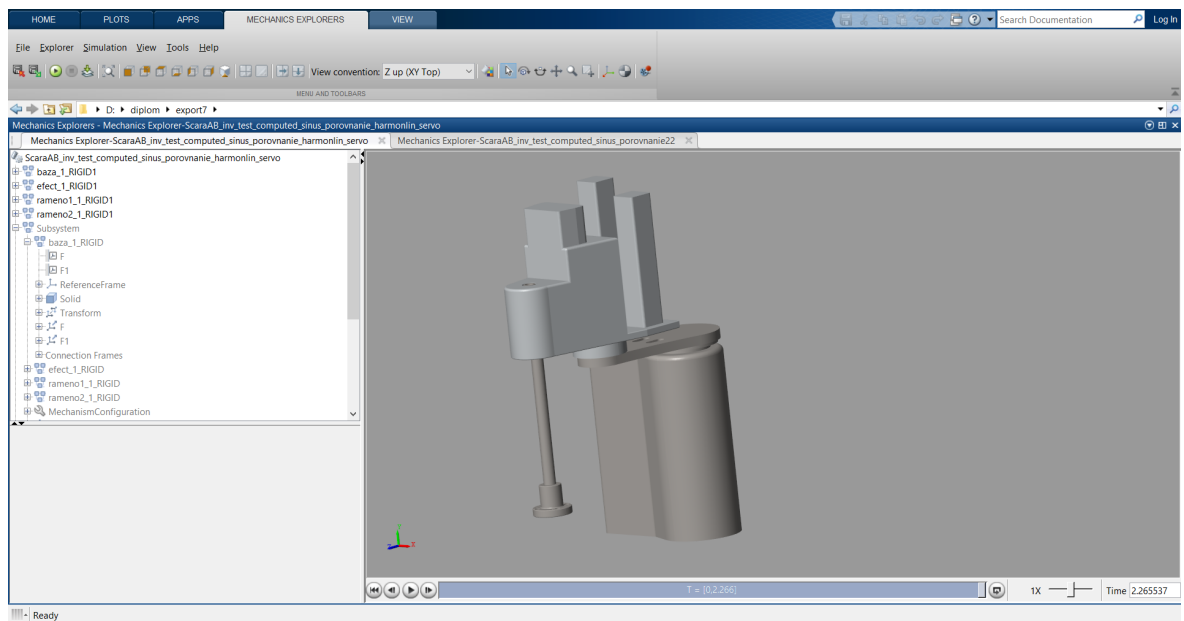 HOME PLOTS APPS MECHANICS EXPLORERS VIEW Search Documentation Log In
File Explorer Simulation View Tools Help
View convention: Z up (XY Top)
MENU AND TOOLBARS
D: diplom export7
Mechanics Explorers - Mechanics Explorer-ScaraAB_inv_test_computed_sinus_porovnanie_harmonlin_servo
Mechanics Explorer-ScaraAB_inv_test_computed_sinus_porovnanie_harmonlin_servo Mechanics Explorer-ScaraAB_inv_test_computed_sinus_porovnanie22
ScaraAB_inv_test_computed_sinus_porovnanie_harmonlin_servo
baza_1_RIGID1
efect_1_RIGID1
rameno1_1_RIGID1
rameno2_1_RIGID1
Subsystem
baza_1_RIGID
F
F1
ReferenceFrame
Solid
Transform
F
F1
Connection Frames
efect_1_RIGID
rameno1_1_RIGID
rameno2_1_RIGID
MechanismConfiguration
T = [0,2.266] 1X Time 2.265537
Ready